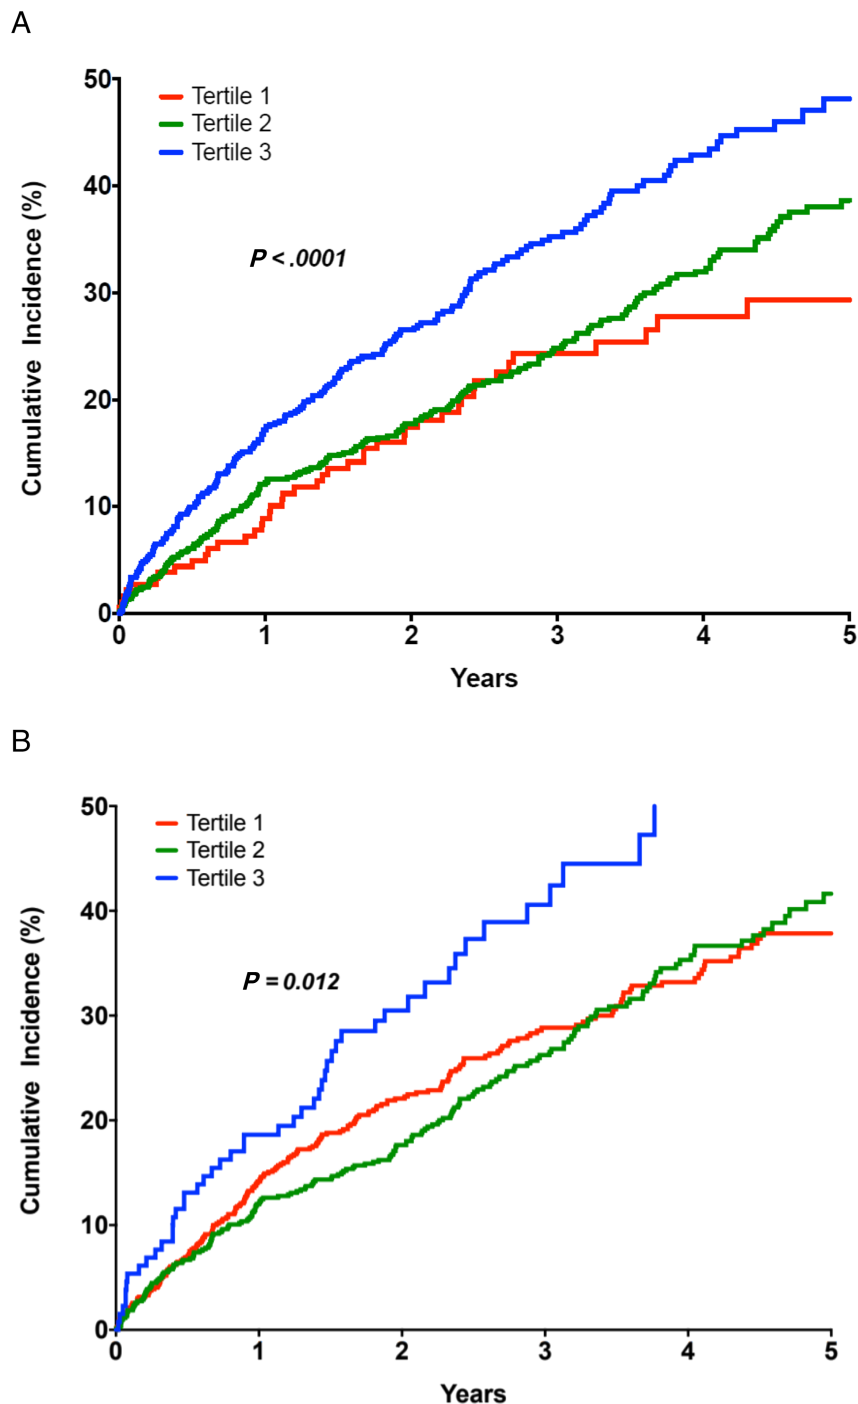 A
50
Tertile 1
Tertile 2
Tertile 3
40
P < .0001
30
20
10
0
Cumulative Incidence (%)
0 1 2 3 4 5
Years
B
50
Tertile 1
Tertile 2
Tertile 3
40
P = 0.012
30
20
10
0
Cumulative Incidence (%)
0 1 2 3 4 5
Years